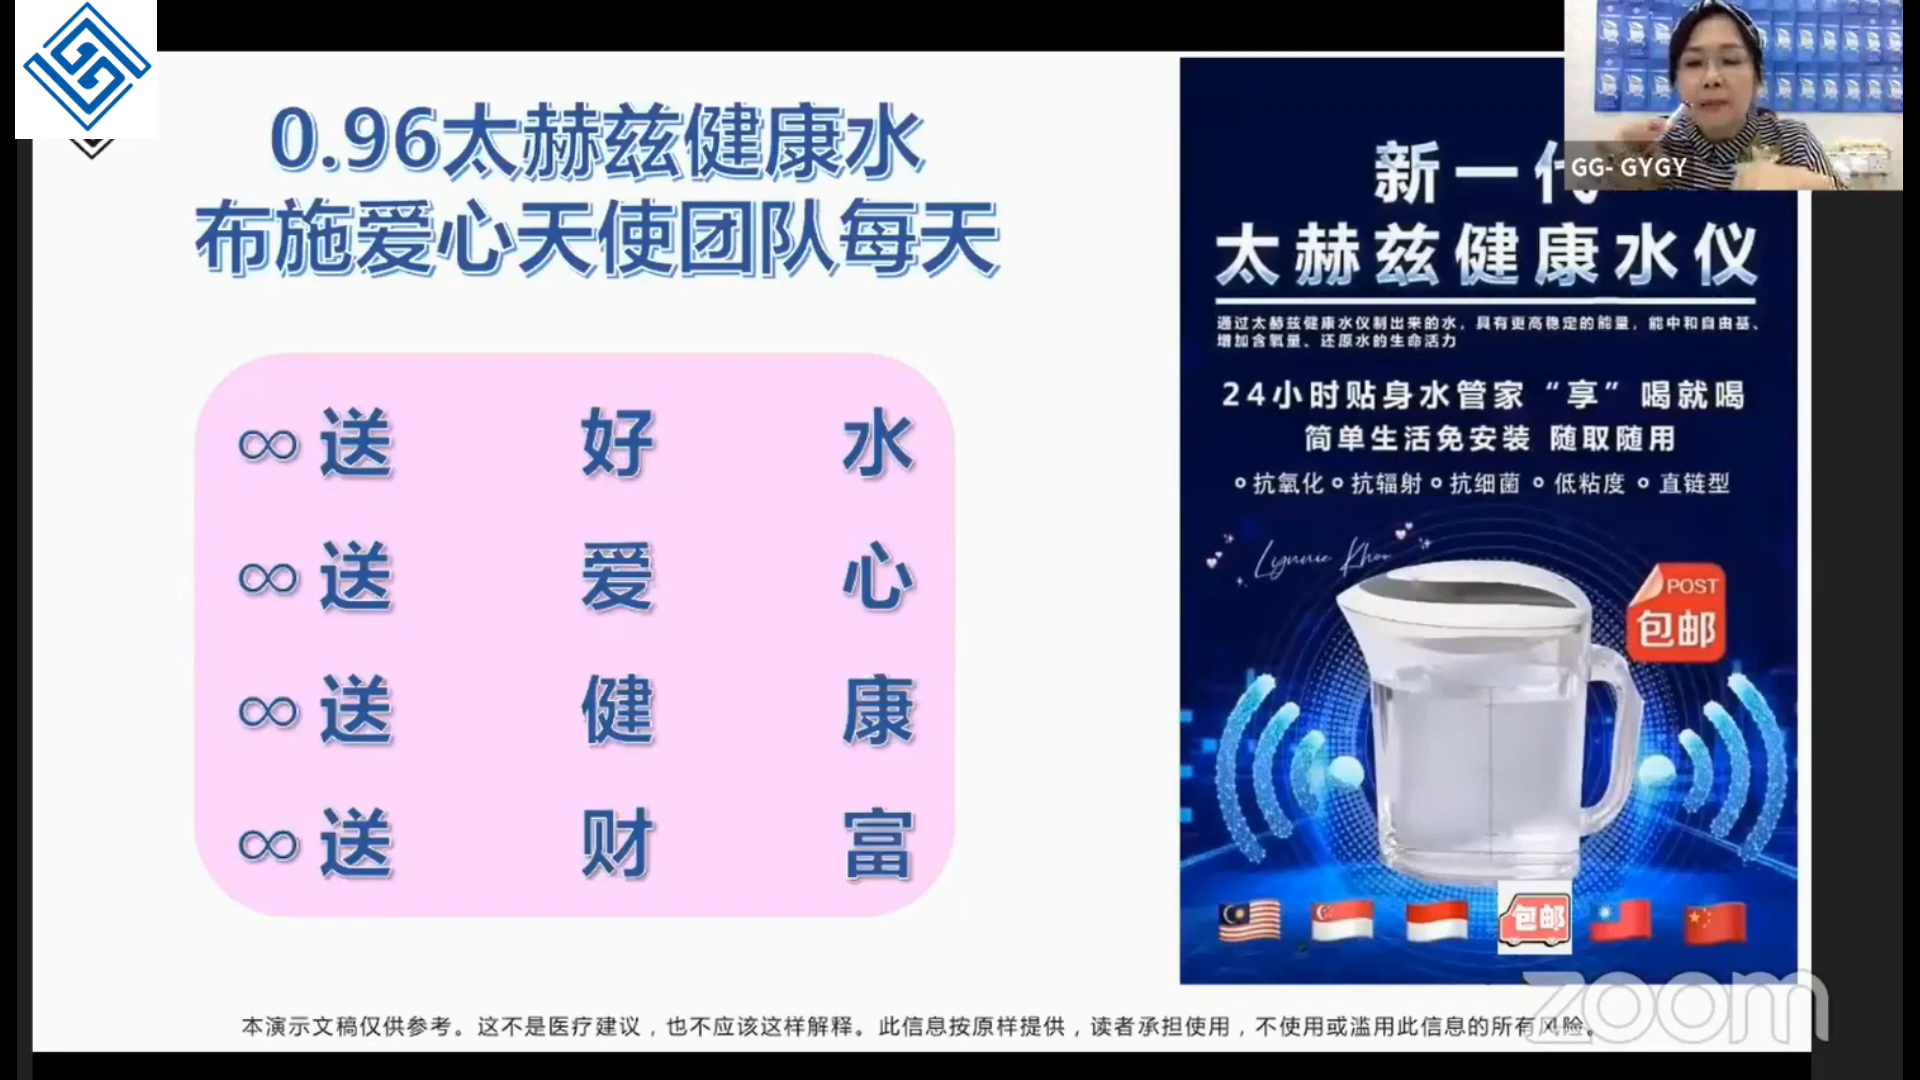 0.96太赫兹健康水
布施爱心天使团队每天
∞ 送 好 水
∞ 送 爱 心
∞ 送 健 康
∞ 送 财 富
本演示文稿仅供参考。这不是医疗建议，也不应该这样解释。此信息按原样提供，读者承担使用，不使用或滥用此信息的所有风险。
GG- GYGY
新一代
太赫兹健康水仪
通过太赫兹健康水仪制出来的水，具有更高稳定的能量，能中和自由基、
增加含氧量、还原水的生命活力
24小时贴身水管家“享”喝就喝
简单生活免安装 随取随用
∘抗氧化∘抗辐射∘抗细菌∘低粘度∘直链型
Lynnie Khoo
POST
包邮
包邮
zoom